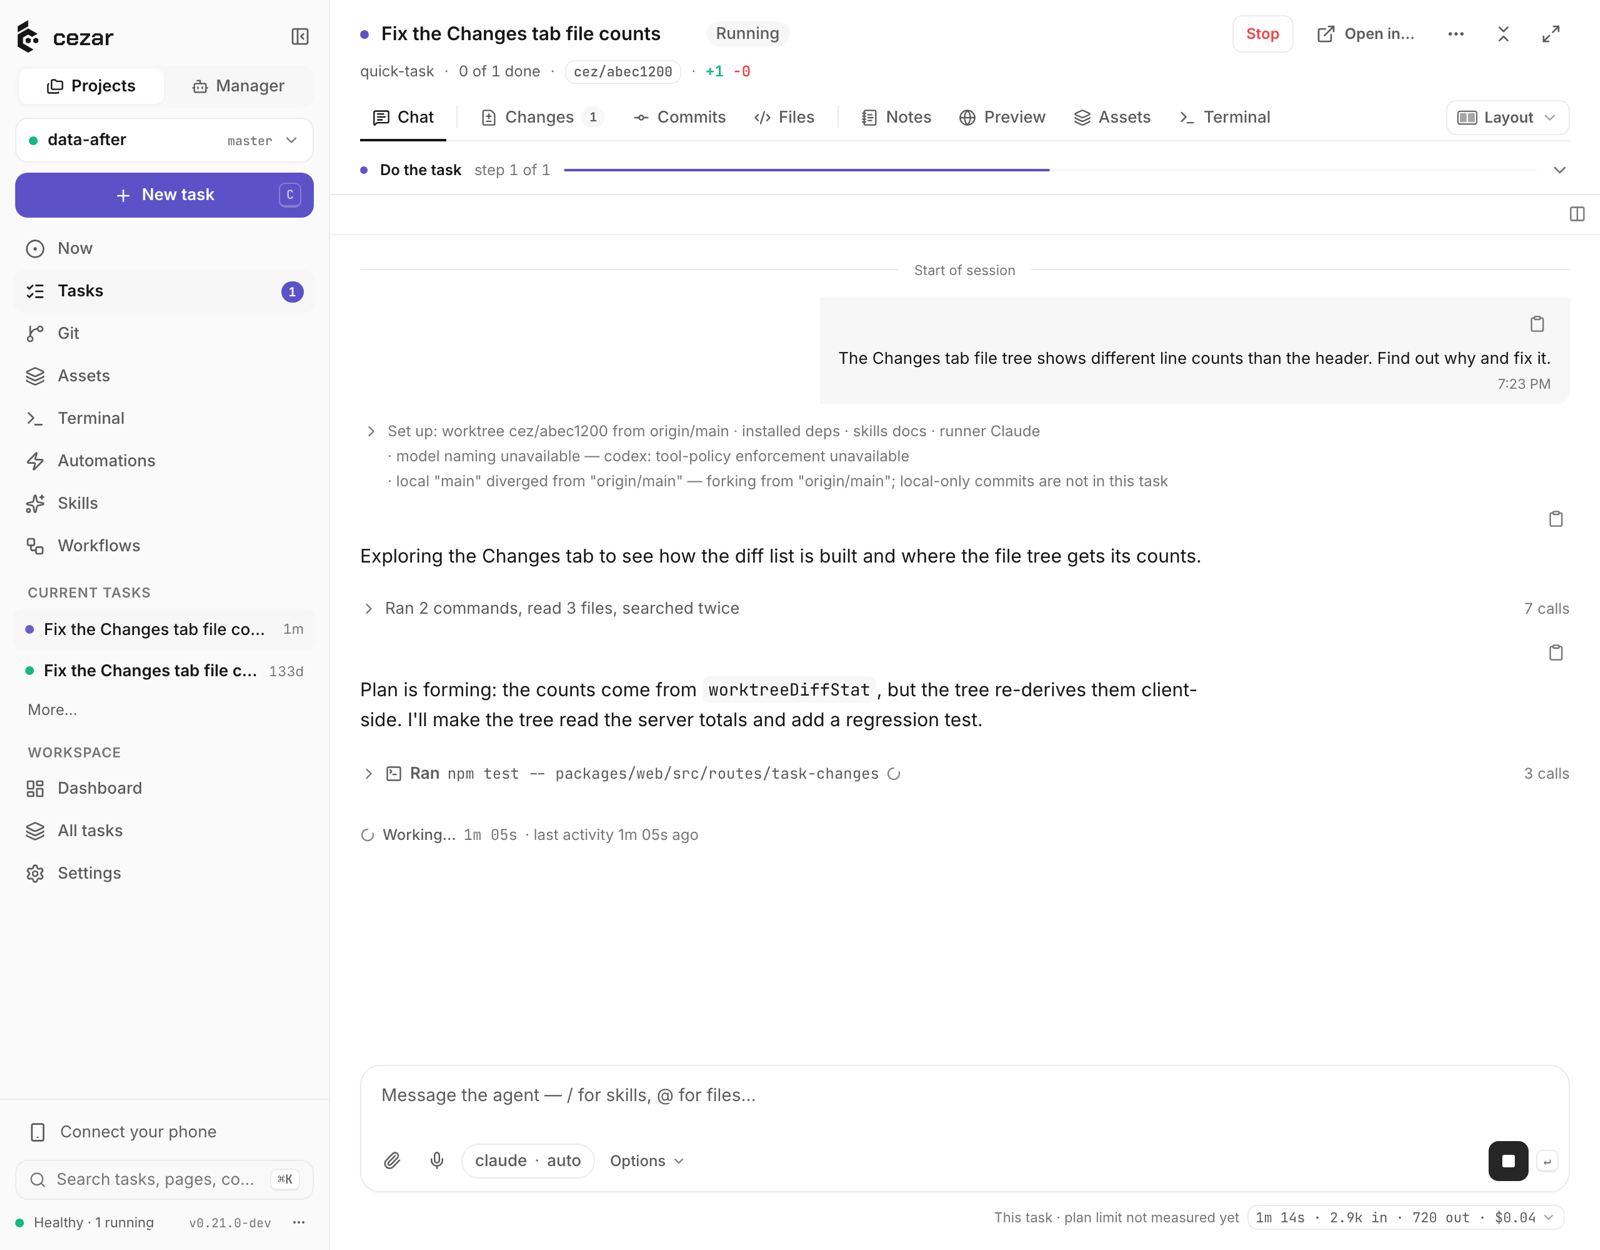 cezar
Projects
Manager
data-after
master
New task
C
Now
Tasks
1
Git
Assets
Terminal
Automations
Skills
Workflows
CURRENT TASKS
Fix the Changes tab file co... 1m
Fix the Changes tab file c... 133d
More...
WORKSPACE
Dashboard
All tasks
Settings
Connect your phone
Search tasks, pages, co... ⌘K
Healthy · 1 running v0.21.0-dev
Fix the Changes tab file counts
Running
Stop
Open in...
quick-task · 0 of 1 done · cez/abec1200 · +1 -0
Chat
Changes 1
Commits
Files
Notes
Preview
Assets
Terminal
Layout
Do the task step 1 of 1
Start of session
The Changes tab file tree shows different line counts than the header. Find out why and fix it.
7:23 PM
Set up: worktree cez/abec1200 from origin/main · installed deps · skills docs · runner Claude
· model naming unavailable — codex: tool-policy enforcement unavailable
· local "main" diverged from "origin/main" — forking from "origin/main"; local-only commits are not in this task
Exploring the Changes tab to see how the diff list is built and where the file tree gets its counts.
Ran 2 commands, read 3 files, searched twice 7 calls
Plan is forming: the counts come from worktreeDiffStat, but the tree re-derives them client-
side. I'll make the tree read the server totals and add a regression test.
Ran npm test -- packages/web/src/routes/task-changes 3 calls
Working... 1m 05s · last activity 1m 05s ago
Message the agent — / for skills, @ for files...
claude · auto
Options
This task · plan limit not measured yet 1m 14s · 2.9k in · 720 out · $0.04